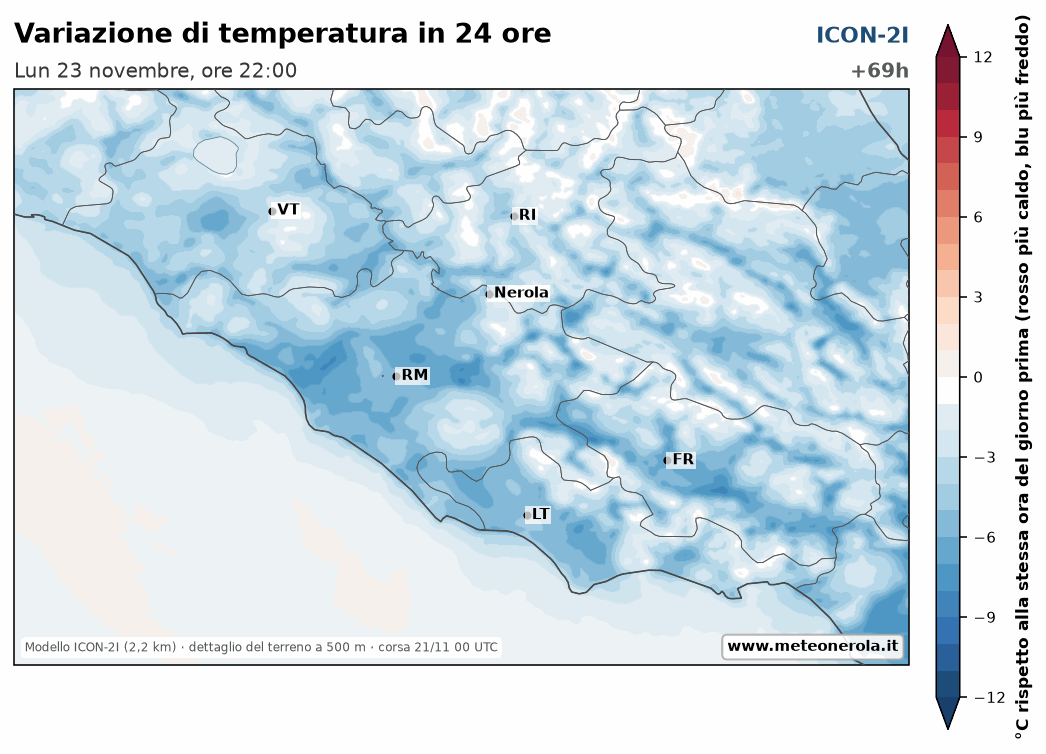 Variazione di temperatura in 24 ore
ICON-2I
Lun 23 novembre, ore 22:00
+69h
VT
RI
Nerola
RM
FR
LT
Modello ICON-2I (2,2 km) · dettaglio del terreno a 500 m · corsa 21/11 00 UTC
www.meteonerola.it
12
9
6
3
0
−3
−6
−9
−12
°C rispetto alla stessa ora del giorno prima (rosso più caldo, blu più freddo)